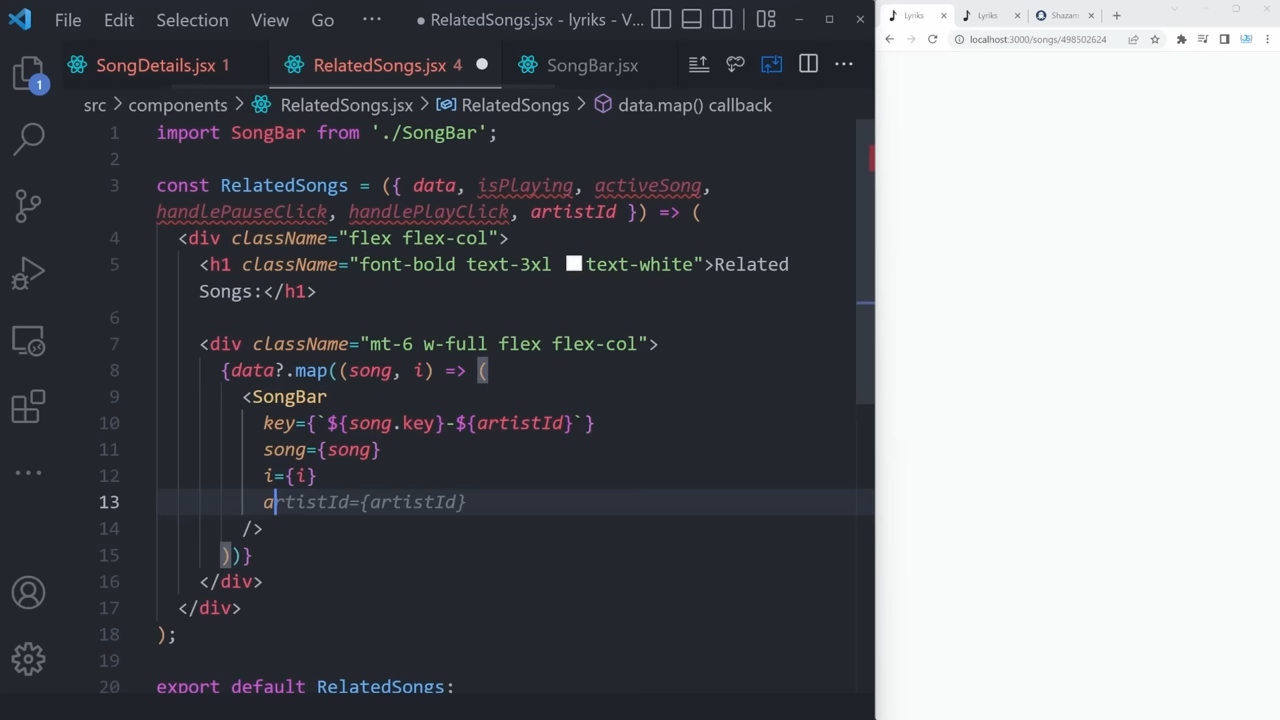 File Edit Selection View Go ··· ● RelatedSongs.jsx - lyriks - V...
SongDetails.jsx 1 RelatedSongs.jsx 4 SongBar.jsx
src > components > RelatedSongs.jsx > RelatedSongs > data.map() callback
1 import SongBar from './SongBar';
2
3 const RelatedSongs = ({ data, isPlaying, activeSong,
handlePauseClick, handlePlayClick, artistId }) => (
4 <div className="flex flex-col">
5 <h1 className="font-bold text-3xl text-white">Related
Songs:</h1>
6
7 <div className="mt-6 w-full flex flex-col">
8 {data?.map((song, i) => (
9 <SongBar
10 key={`${song.key}-${artistId}`}
11 song={song}
12 i={i}
13 artistId={artistId}
14 />
15 ))}
16 </div>
17 </div>
18 );
19
20 export default RelatedSongs;
1
Lyriks Lyriks Shazam
localhost:3000/songs/498502624